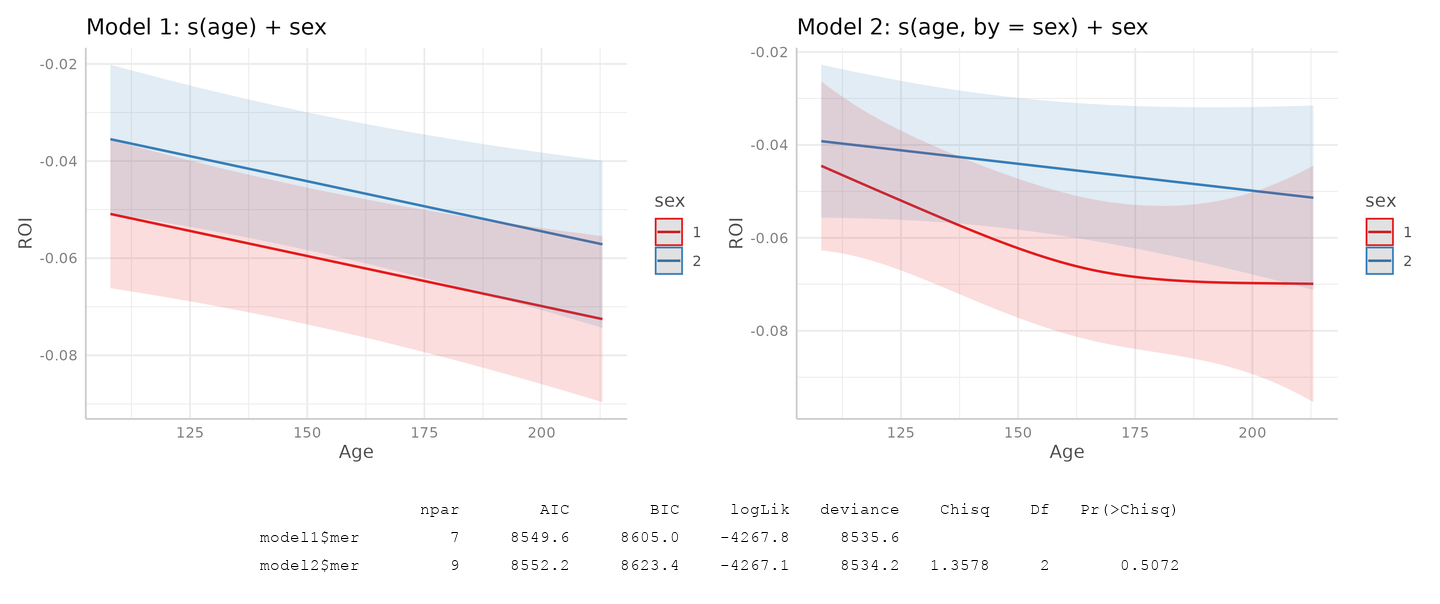 Model 1: s(age) + sex
-0.02
-0.04
-0.06
-0.08
ROI
125 150 175 200
Age
sex
1
2
Model 2: s(age, by = sex) + sex
-0.02
-0.04
-0.06
-0.08
ROI
125 150 175 200
Age
sex
1
2
npar AIC BIC logLik deviance Chisq Df Pr(>Chisq)
model1$mer 7 8549.6 8605.0 -4267.8 8535.6
model2$mer 9 8552.2 8623.4 -4267.1 8534.2 1.3578 2 0.5072